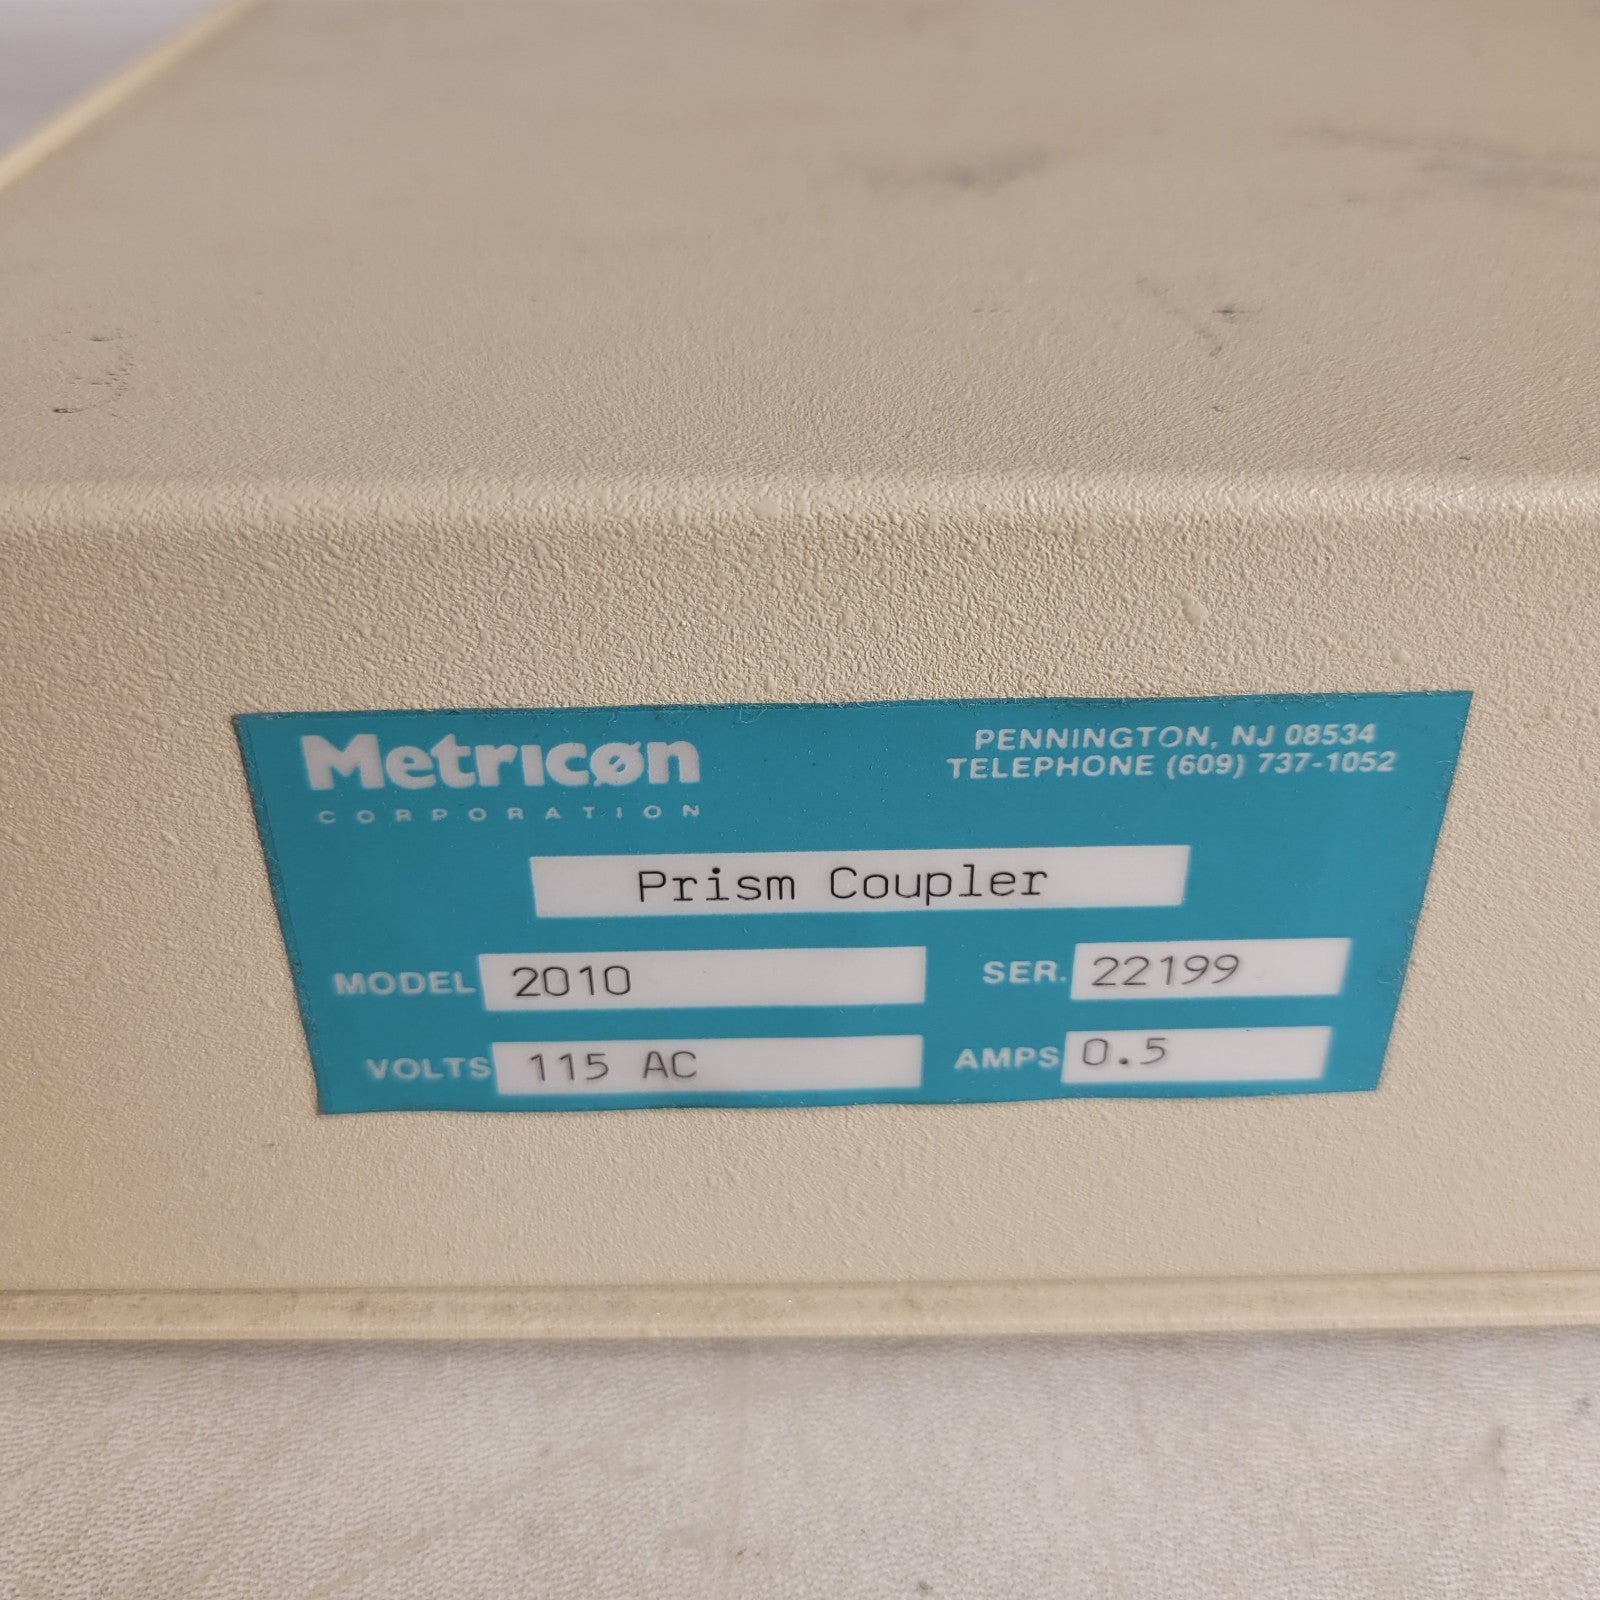 Metricøn
CORPORATION
PENNINGTON, NJ 08534
TELEPHONE (609) 737-1052
Prism Coupler
MODEL 2010
SER. 22199
VOLTS 115 AC
AMPS 0.5